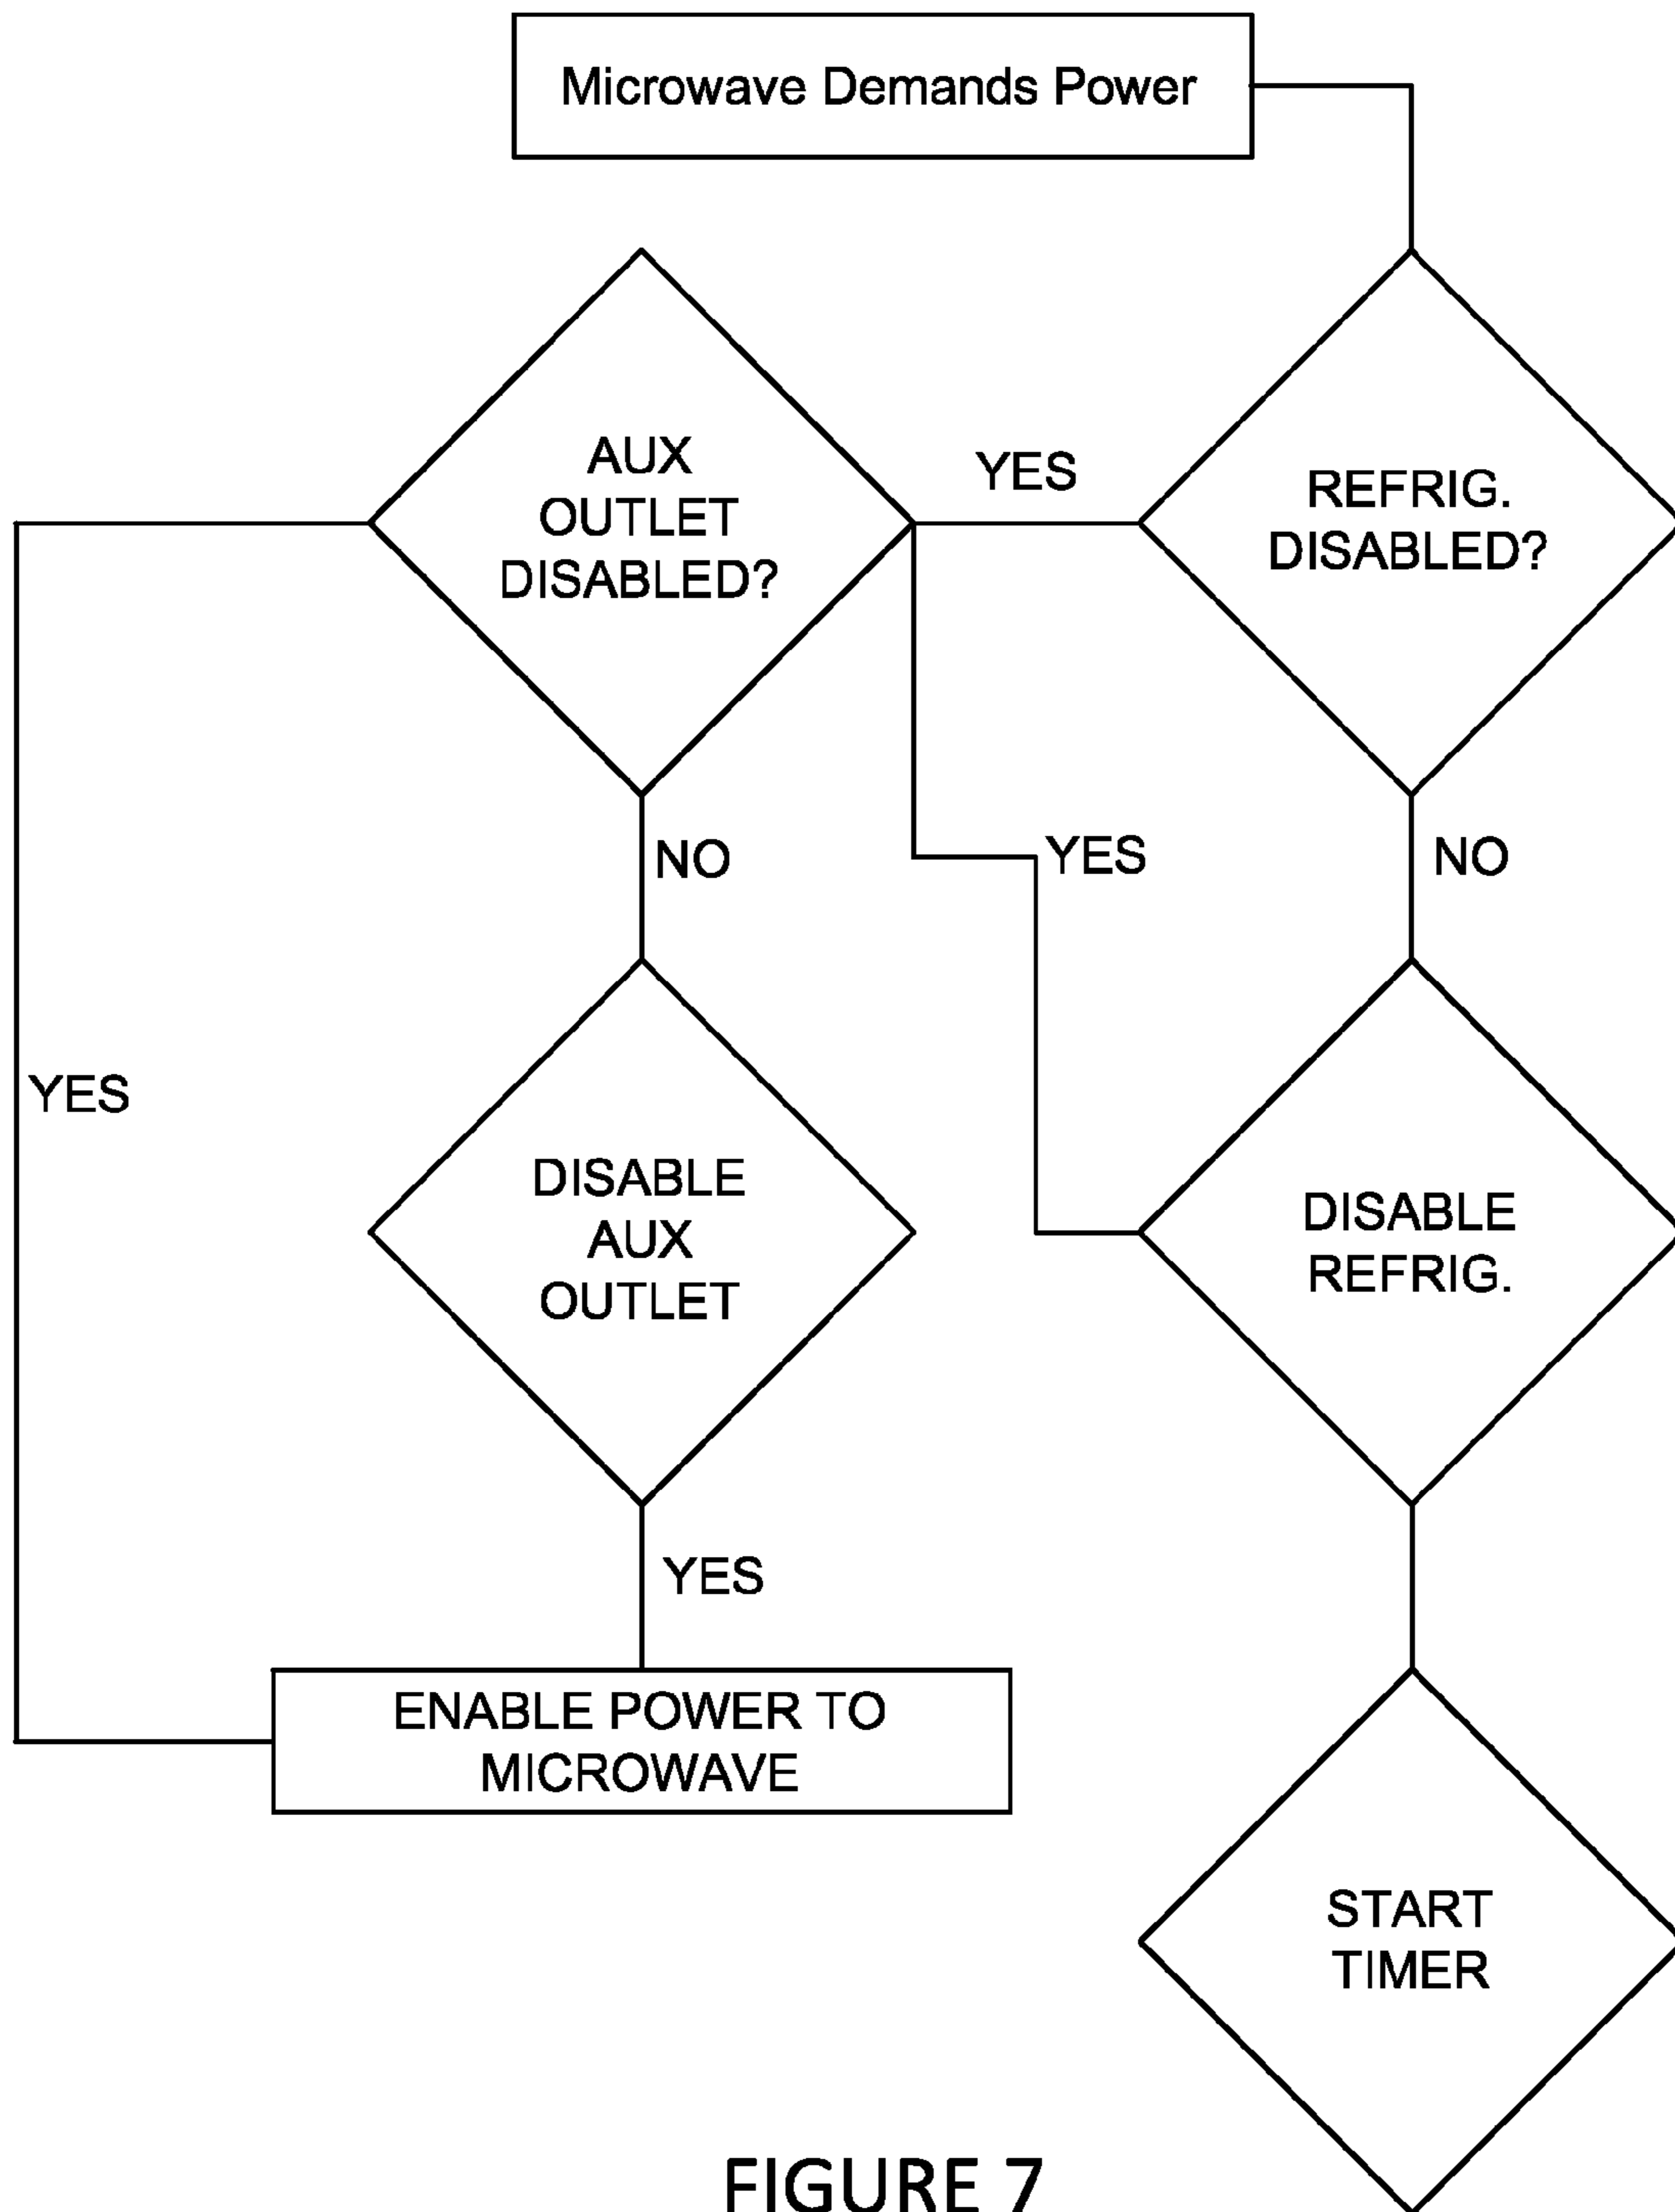 Microwave Demands Power
AUX
OUTLET
DISABLED?
YES
REFRIG.
DISABLED?
NO
YES
NO
YES
DISABLE
AUX
OUTLET
DISABLE
REFRIG.
YES
ENABLE POWER TO
MICROWAVE
START
TIMER
FIGURE 7